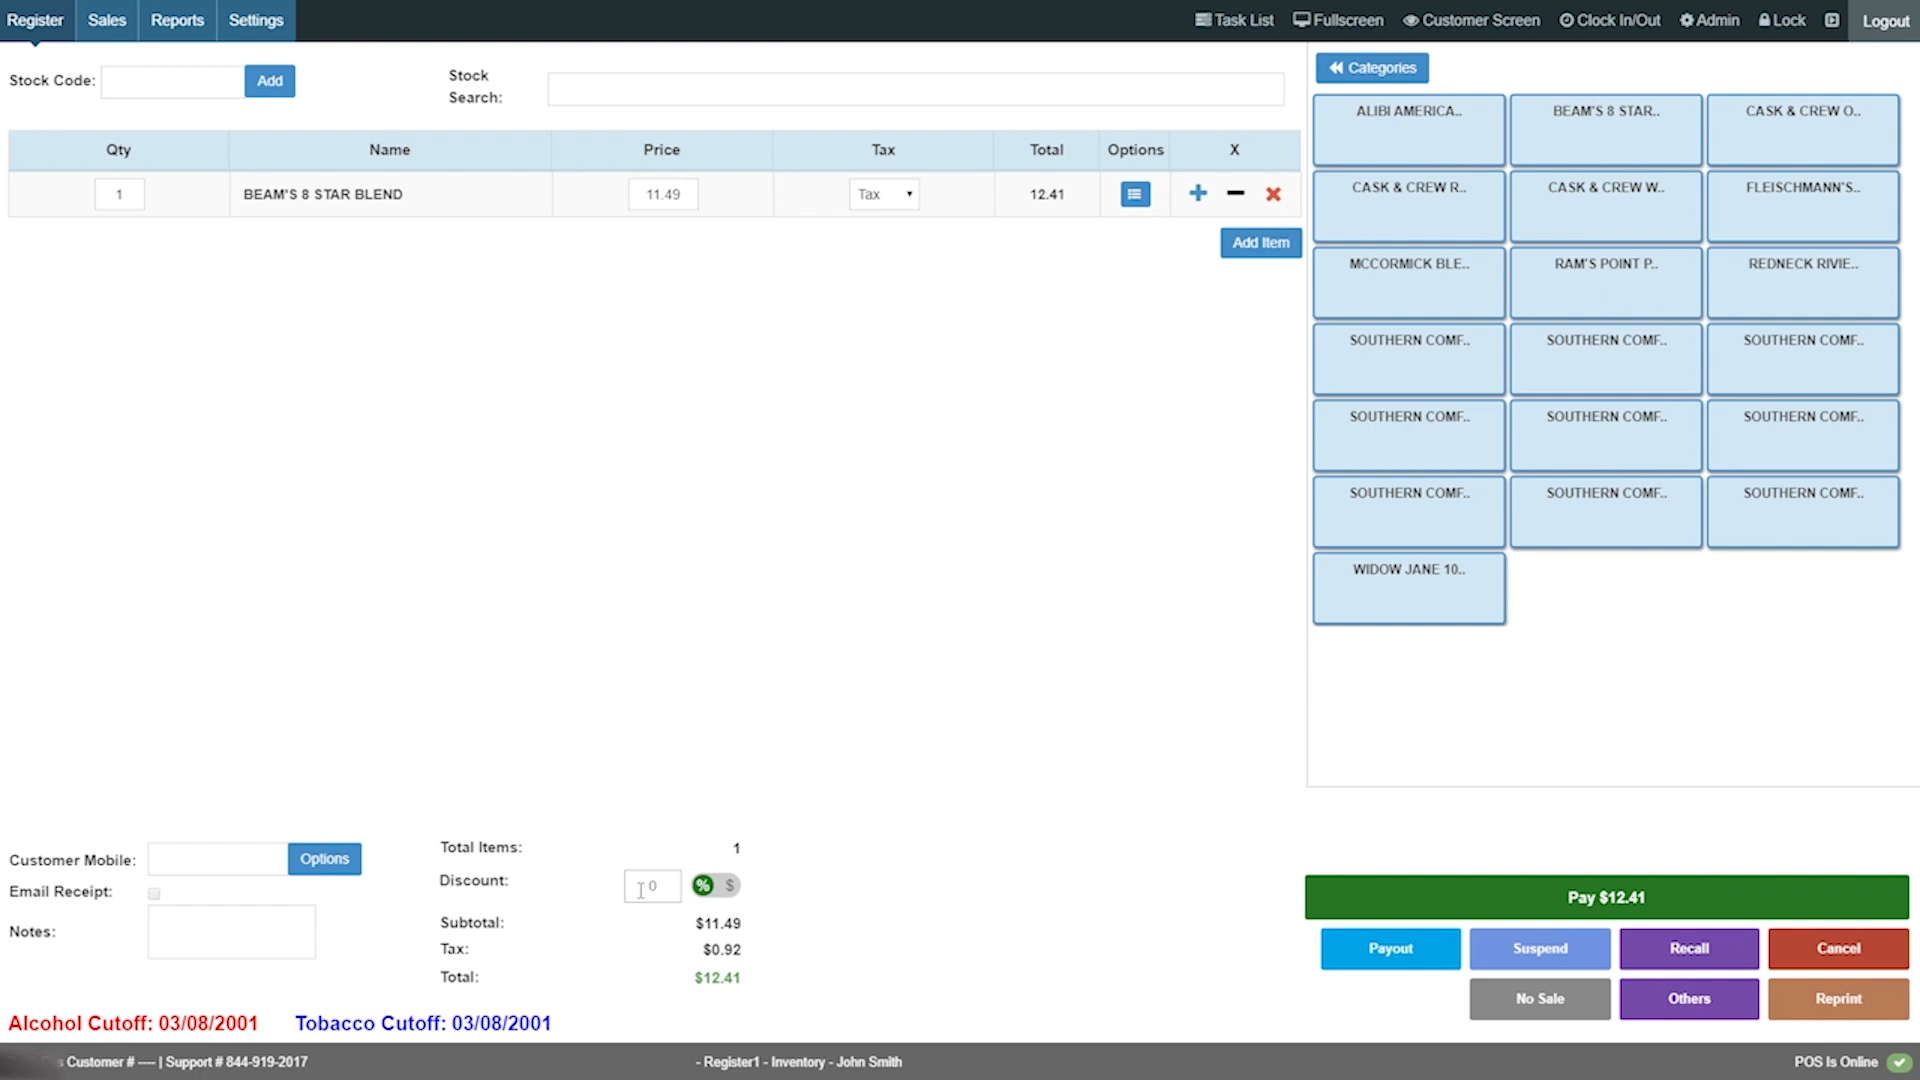 Register Sales Reports Settings Task List Fullscreen Customer Screen Clock In/Out Admin Lock Logout
Stock Code: Add Stock Search:
Categories
Qty Name Price Tax Total Options X
1 BEAM'S 8 STAR BLEND 11.49 Tax 12.41
Add Item
ALIBI AMERICA.. BEAM'S 8 STAR.. CASK & CREW O..
CASK & CREW R.. CASK & CREW W.. FLEISCHMANN'S..
MCCORMICK BLE.. RAM'S POINT P.. REDNECK RIVIE..
SOUTHERN COMF.. SOUTHERN COMF.. SOUTHERN COMF..
SOUTHERN COMF.. SOUTHERN COMF.. SOUTHERN COMF..
SOUTHERN COMF.. SOUTHERN COMF.. SOUTHERN COMF..
WIDOW JANE 10..
Customer Mobile: Options
Email Receipt:
Notes:
Total Items: 1
Discount: 0 % $
Subtotal: $11.49
Tax: $0.92
Total: $12.41
Pay $12.41
Payout Suspend Recall Cancel
No Sale Others Reprint
Alcohol Cutoff: 03/08/2001 Tobacco Cutoff: 03/08/2001
Customer # ---- | Support # 844-919-2017 - Register1 - Inventory - John Smith POS Is Online